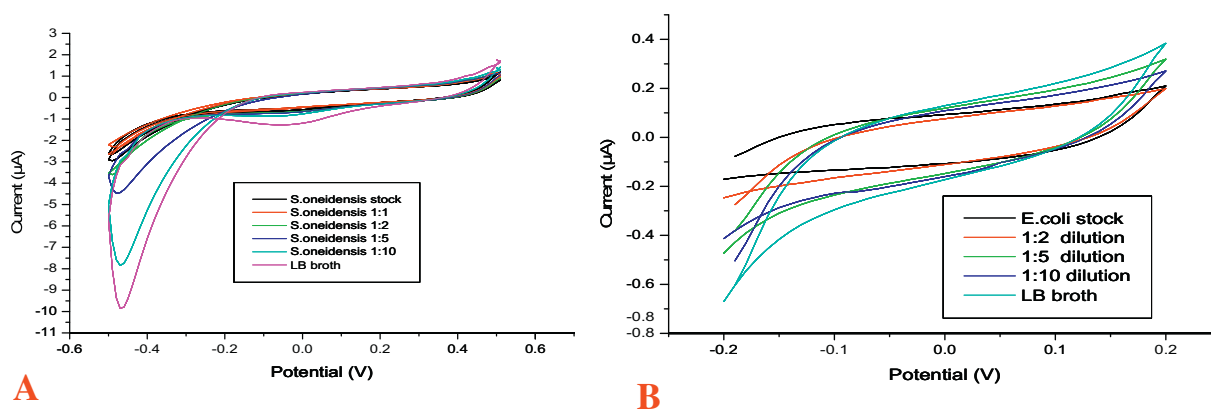 3
2
1
0
-1
-2
-3
-4
-5
-6
-7
-8
-9
-10
-11
Current (μA)
S.oneidensis stock
S.oneidensis 1:1
S.oneidensis 1:2
S.oneidensis 1:5
S.oneidensis 1:10
LB broth
-0.6 -0.4 -0.2 0.0 0.2 0.4 0.6
Potential (V)
A
0.4
0.2
0.0
-0.2
-0.4
-0.6
-0.8
-0.8
Current (μA)
E.coli stock
1:2 dilution
1:5 dilution
1:10 dilution
LB broth
-0.2 -0.1 0.0 0.1 0.2
Potential (V)
B